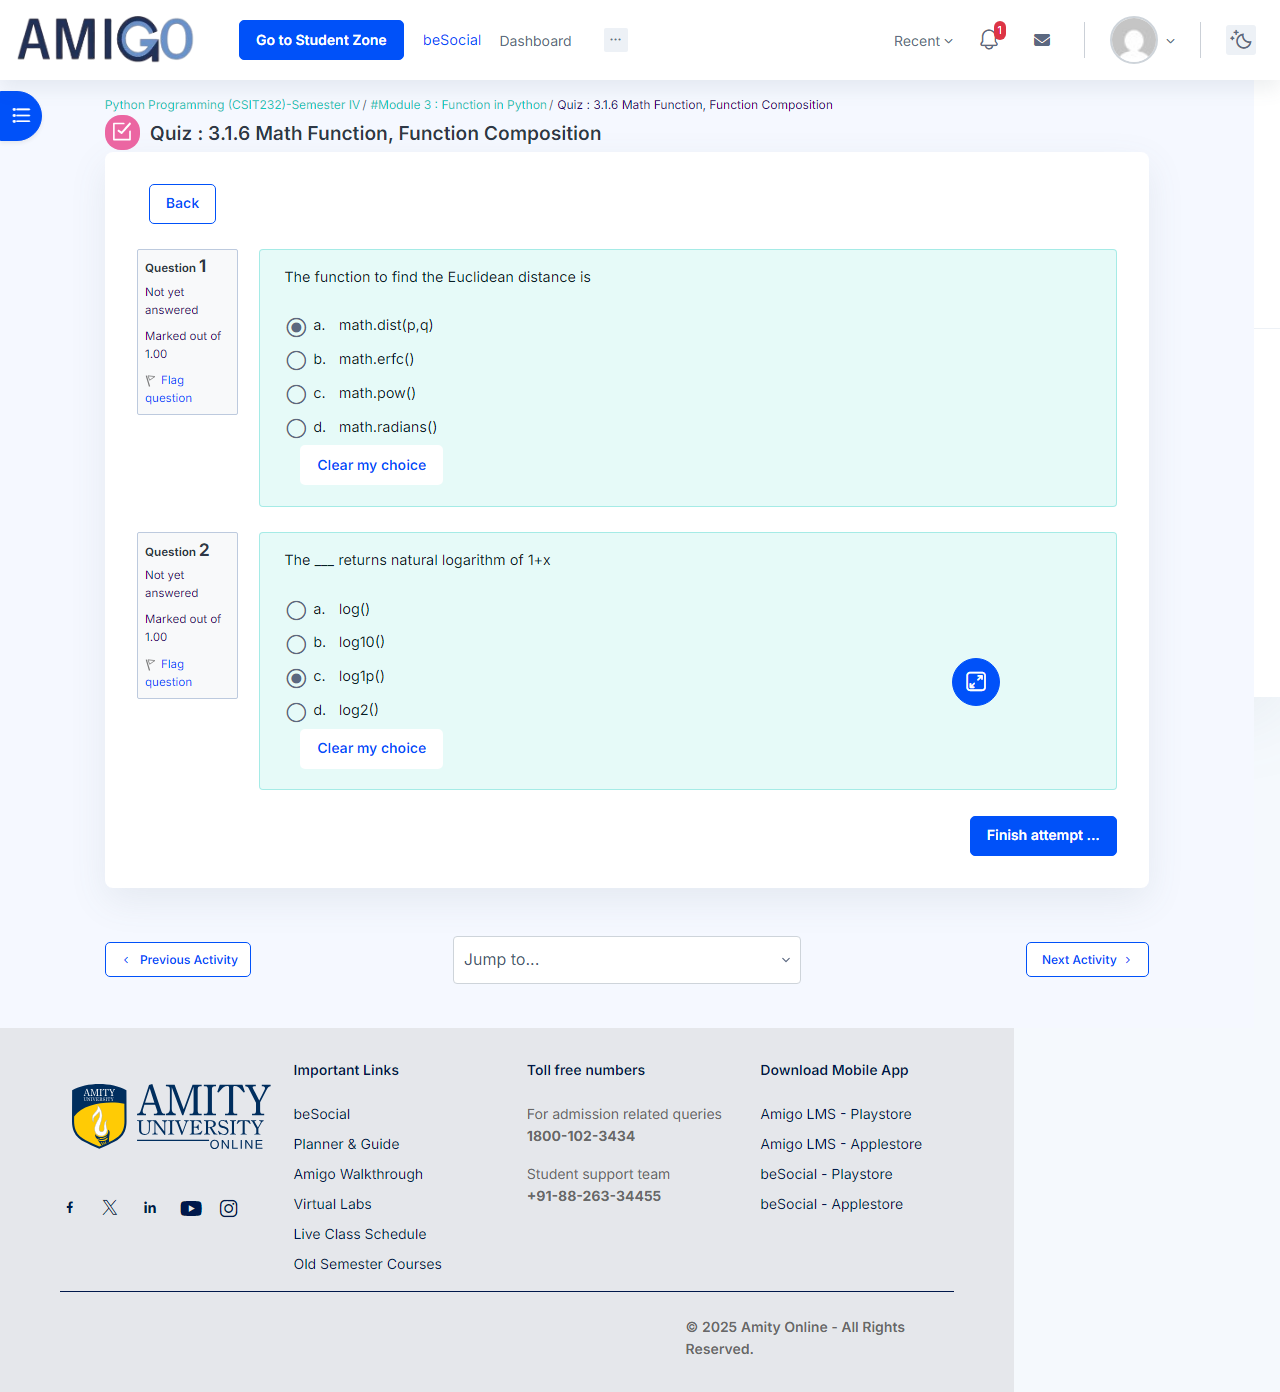 AMIGO
Go to Student Zone beSocial Dashboard ... Recent 1
Python Programming (CSIT232)-Semester IV / #Module 3 : Function in Python / Quiz : 3.1.6 Math Function, Function Composition
Quiz : 3.1.6 Math Function, Function Composition
Back
Question 1
Not yet
answered
Marked out of
1.00
Flag
question
The function to find the Euclidean distance is
a. math.dist(p,q)
b. math.erfc()
c. math.pow()
d. math.radians()
Clear my choice
Question 2
Not yet
answered
Marked out of
1.00
Flag
question
The ___ returns natural logarithm of 1+x
a. log()
b. log10()
c. log1p()
d. log2()
Clear my choice
Finish attempt ...
Previous Activity
Jump to...
Next Activity
AMITY
UNIVERSITY
AMITY
UNIVERSITY
ONLINE
Important Links
beSocial
Planner & Guide
Amigo Walkthrough
Virtual Labs
Live Class Schedule
Old Semester Courses
Toll free numbers
For admission related queries
1800-102-3434
Student support team
+91-88-263-34455
Download Mobile App
Amigo LMS - Playstore
Amigo LMS - Applestore
beSocial - Playstore
beSocial - Applestore
© 2025 Amity Online - All Rights
Reserved.